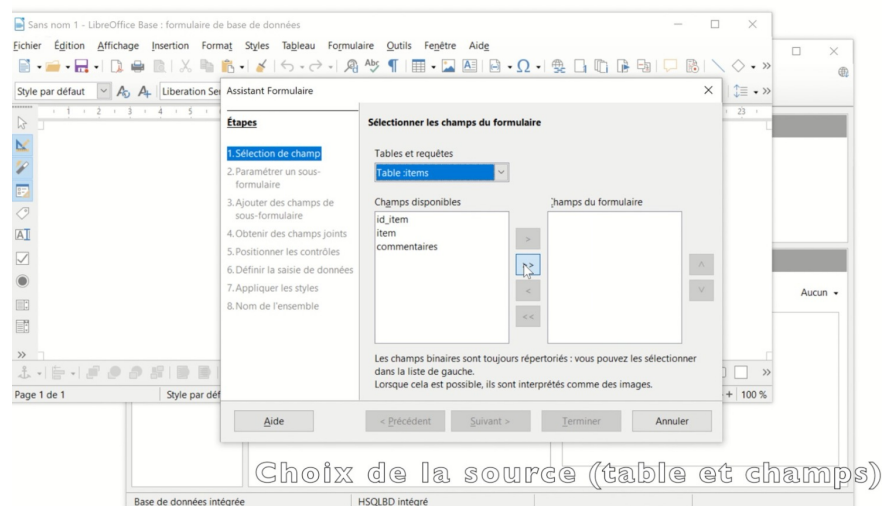 Sans nom 1 - LibreOffice Base : formulaire de base de données
Fichier Édition Affichage Insertion Format Styles Tableau Formulaire Outils Fenêtre Aide
Style par défaut Liberation Ser
Assistant Formulaire
1 2 3 4 5 23
Étapes
Sélectionner les champs du formulaire
1.Sélection de champ
2.Paramétrer un sous-
formulaire
3.Ajouter des champs de
sous-formulaire
4.Obtenir des champs joints
5.Positionner les contrôles
6.Définir la saisie de données
7.Appliquer les styles
8.Nom de l'ensemble
Tables et requêtes
Table :items
Champs disponibles
hamps du formulaire
id_item
item
commentaires
>
>>
<
<<
Aucun
Les champs binaires sont toujours répertoriés : vous pouvez les sélectionner
dans la liste de gauche.
Lorsque cela est possible, ils sont interprétés comme des images.
Page 1 de 1 Style par déf 100 %
Aide < Précédent Suivant > Terminer Annuler
Choix de la source (table et champs)
Base de données intégrée HSQLBD intégré